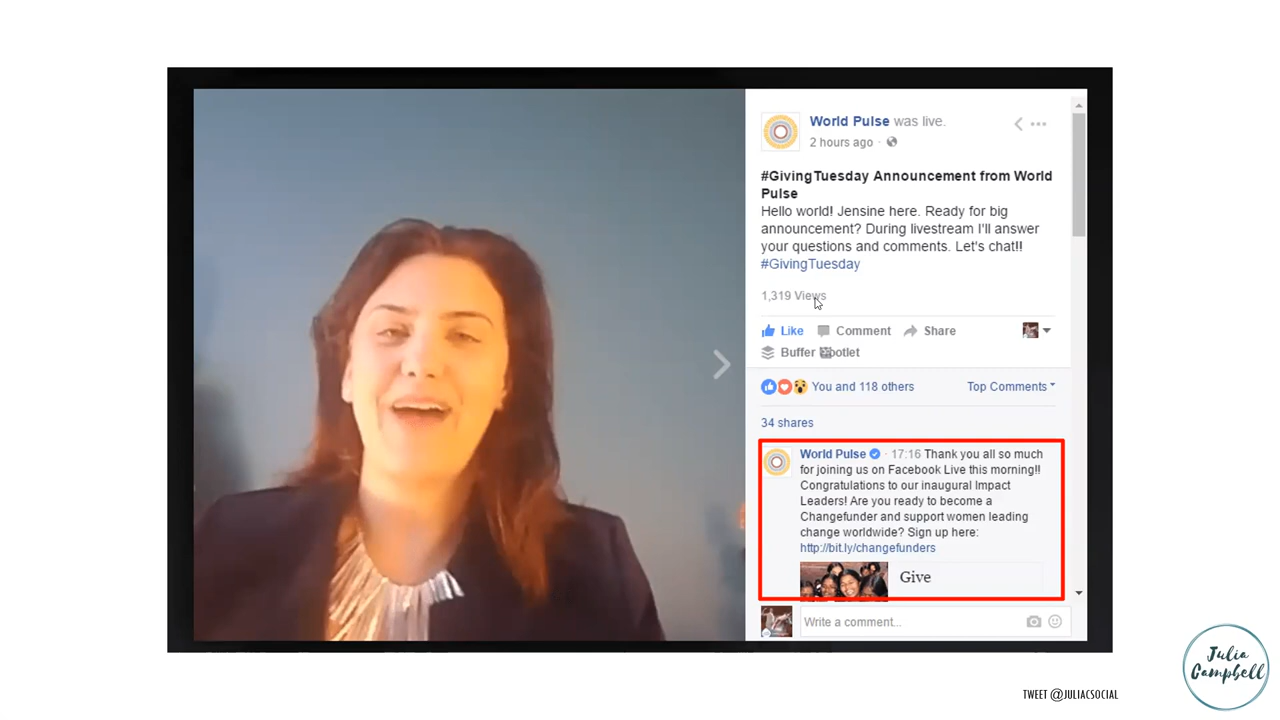 World Pulse was live.
2 hours ago ·
#GivingTuesday Announcement from World
Pulse
Hello world! Jensine here. Ready for big
announcement? During livestream I'll answer
your questions and comments. Let's chat!!
#GivingTuesday
1,319 Views
Like Comment Share
Buffer
You and 118 others Top Comments
34 shares
World Pulse · 17:16 Thank you all so much
for joining us on Facebook Live this morning!!
Congratulations to our inaugural Impact
Leaders! Are you ready to become a
Changefunder and support women leading
change worldwide? Sign up here:
http://bit.ly/changefunders
Give
Write a comment...
Julia
Campbell
TWEET @JULIACSOCIAL